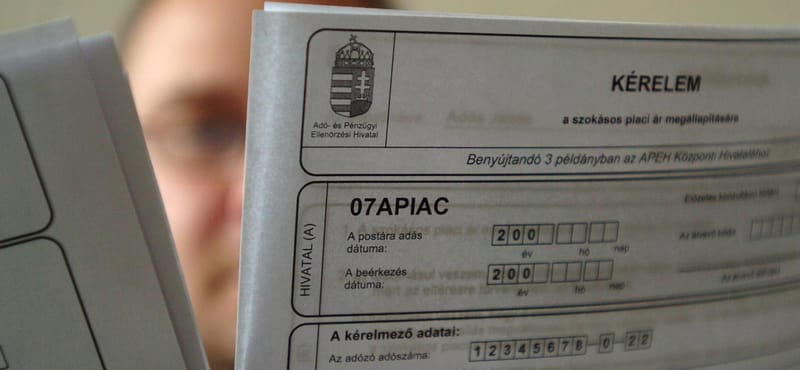 KÉRELEM
a szokásos piaci ár megállapítására
Adó- és Pénzügyi
Ellenőrzési Hivatal
Benyújtandó 3 példányban az APEH Központi Hivatalához
HIVATAL (A)
07APIAC
A postára adás
dátuma:
200
év hó nap
A beérkezés
dátuma:
200
év hó nap
A kérelmező adatai:
Az adózó adószáma:
12345678-0-22